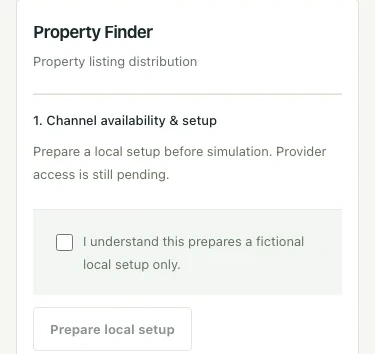 Property Finder
Property listing distribution
1. Channel availability & setup
Prepare a local setup before simulation. Provider
access is still pending.
I understand this prepares a fictional
local setup only.
Prepare local setup